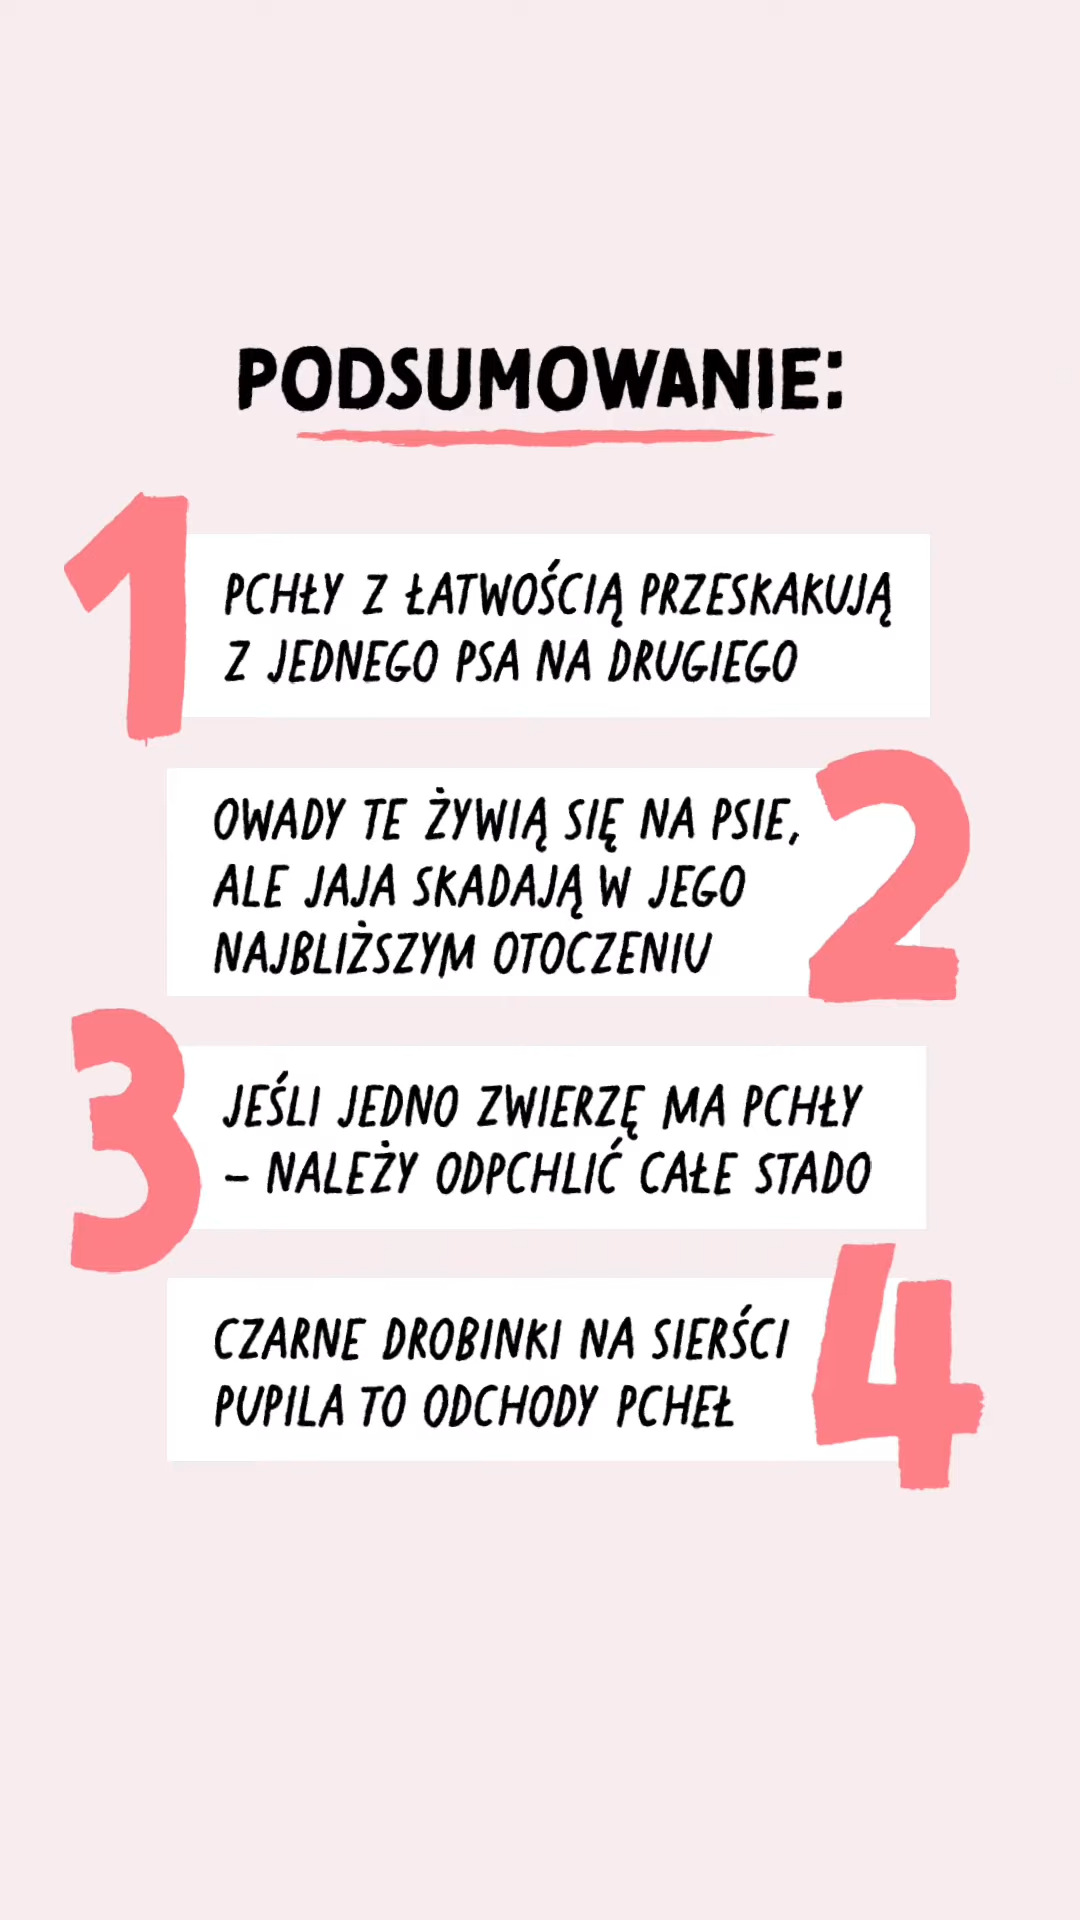 PODSUMOWANIE:
1
PCHŁY Z ŁATWOŚCIĄ PRZESKAKUJĄ
Z JEDNEGO PSA NA DRUGIEGO
2
OWADY TE ŻYWIĄ SIĘ NA PSIE,
ALE JAJA SKADAJĄ W JEGO
NAJBLIŻSZYM OTOCZENIU
3
JEŚLI JEDNO ZWIERZĘ MA PCHŁY
– NALEŻY ODPCHLIĆ CAŁE STADO
4
CZARNE DROBINKI NA SIERŚCI
PUPILA TO ODCHODY PCHEŁ